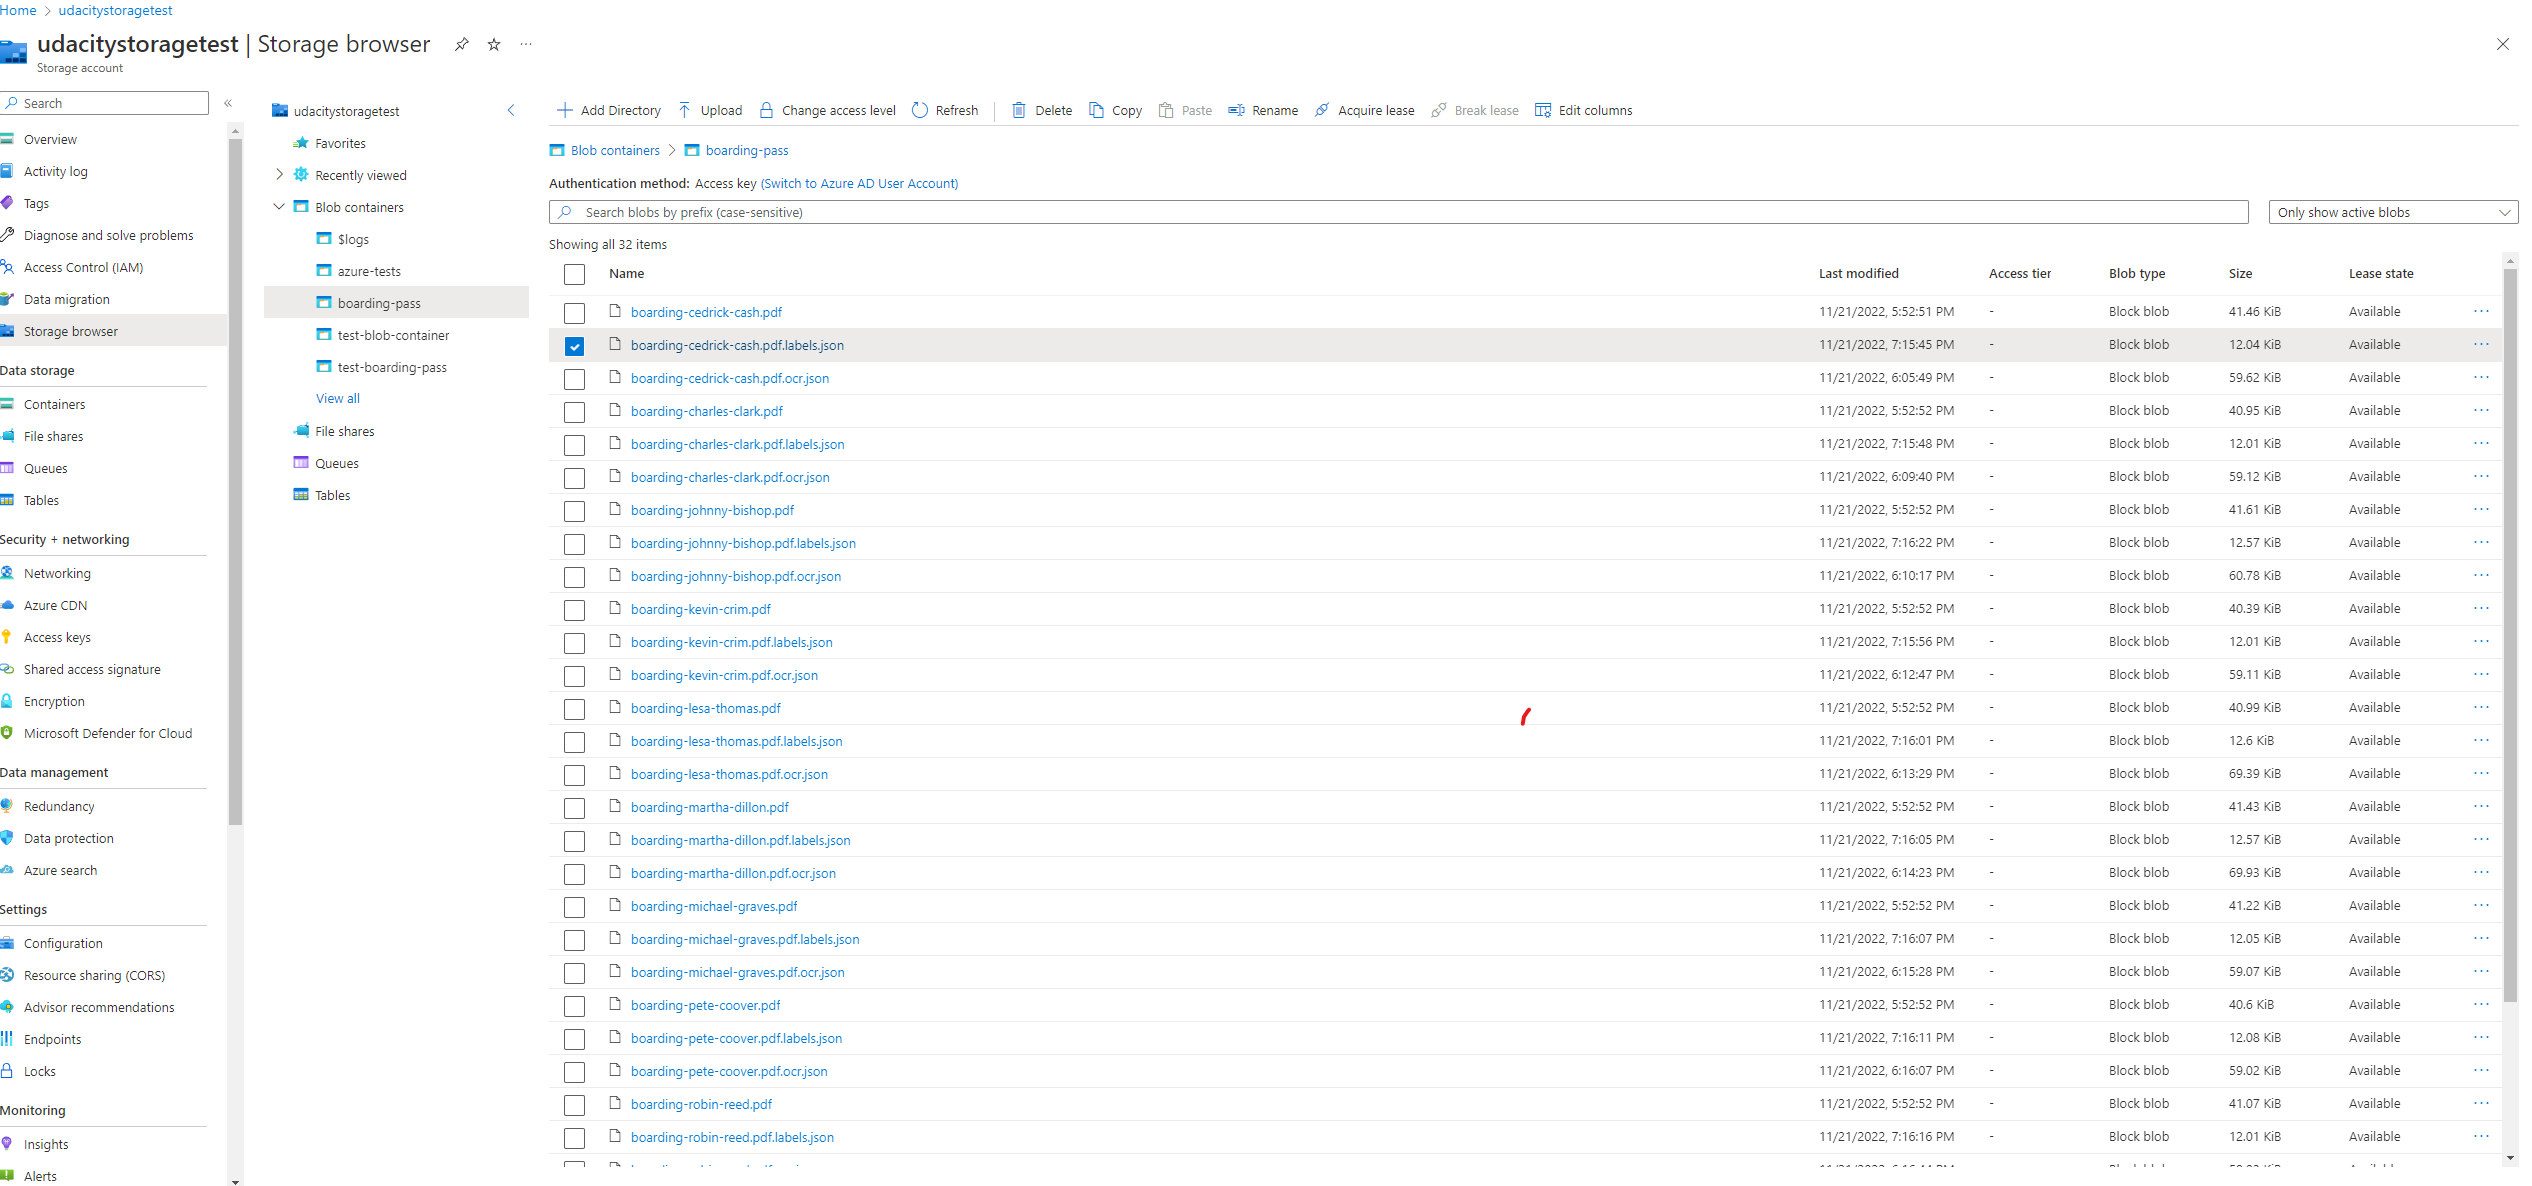 Home > udacitystoragetest
udacitystoragetest | Storage browser
Storage account
Search
Overview
Activity log
Tags
Diagnose and solve problems
Access Control (IAM)
Data migration
Storage browser
Data storage
Containers
File shares
Queues
Tables
Security + networking
Networking
Azure CDN
Access keys
Shared access signature
Encryption
Microsoft Defender for Cloud
Data management
Redundancy
Data protection
Azure search
Settings
Configuration
Resource sharing (CORS)
Advisor recommendations
Endpoints
Locks
Monitoring
Insights
Alerts
udacitystoragetest
Favorites
Recently viewed
Blob containers
$logs
azure-tests
boarding-pass
test-blob-container
test-boarding-pass
View all
File shares
Queues
Tables
Add Directory Upload Change access level Refresh Delete Copy Paste Rename Acquire lease Break lease Edit columns
Blob containers > boarding-pass
Authentication method: Access key (Switch to Azure AD User Account)
Search blobs by prefix (case-sensitive) Only show active blobs
Showing all 32 items
Name Last modified Access tier Blob type Size Lease state
boarding-cedrick-cash.pdf 11/21/2022, 5:52:51 PM - Block blob 41.46 KiB Available
boarding-cedrick-cash.pdf.labels.json 11/21/2022, 7:15:45 PM - Block blob 12.04 KiB Available
boarding-cedrick-cash.pdf.ocr.json 11/21/2022, 6:05:49 PM - Block blob 59.62 KiB Available
boarding-charles-clark.pdf 11/21/2022, 5:52:52 PM - Block blob 40.95 KiB Available
boarding-charles-clark.pdf.labels.json 11/21/2022, 7:15:48 PM - Block blob 12.01 KiB Available
boarding-charles-clark.pdf.ocr.json 11/21/2022, 6:09:40 PM - Block blob 59.12 KiB Available
boarding-johnny-bishop.pdf 11/21/2022, 5:52:52 PM - Block blob 41.61 KiB Available
boarding-johnny-bishop.pdf.labels.json 11/21/2022, 7:16:22 PM - Block blob 12.57 KiB Available
boarding-johnny-bishop.pdf.ocr.json 11/21/2022, 6:10:17 PM - Block blob 60.78 KiB Available
boarding-kevin-crim.pdf 11/21/2022, 5:52:52 PM - Block blob 40.39 KiB Available
boarding-kevin-crim.pdf.labels.json 11/21/2022, 7:15:56 PM - Block blob 12.01 KiB Available
boarding-kevin-crim.pdf.ocr.json 11/21/2022, 6:12:47 PM - Block blob 59.11 KiB Available
boarding-lesa-thomas.pdf 11/21/2022, 5:52:52 PM - Block blob 40.99 KiB Available
boarding-lesa-thomas.pdf.labels.json 11/21/2022, 7:16:01 PM - Block blob 12.6 KiB Available
boarding-lesa-thomas.pdf.ocr.json 11/21/2022, 6:13:29 PM - Block blob 69.39 KiB Available
boarding-martha-dillon.pdf 11/21/2022, 5:52:52 PM - Block blob 41.43 KiB Available
boarding-martha-dillon.pdf.labels.json 11/21/2022, 7:16:05 PM - Block blob 12.57 KiB Available
boarding-martha-dillon.pdf.ocr.json 11/21/2022, 6:14:23 PM - Block blob 69.93 KiB Available
boarding-michael-graves.pdf 11/21/2022, 5:52:52 PM - Block blob 41.22 KiB Available
boarding-michael-graves.pdf.labels.json 11/21/2022, 7:16:07 PM - Block blob 12.05 KiB Available
boarding-michael-graves.pdf.ocr.json 11/21/2022, 6:15:28 PM - Block blob 59.07 KiB Available
boarding-pete-coover.pdf 11/21/2022, 5:52:52 PM - Block blob 40.6 KiB Available
boarding-pete-coover.pdf.labels.json 11/21/2022, 7:16:11 PM - Block blob 12.08 KiB Available
boarding-pete-coover.pdf.ocr.json 11/21/2022, 6:16:07 PM - Block blob 59.02 KiB Available
boarding-robin-reed.pdf 11/21/2022, 5:52:52 PM - Block blob 41.07 KiB Available
boarding-robin-reed.pdf.labels.json 11/21/2022, 7:16:16 PM - Block blob 12.01 KiB Available